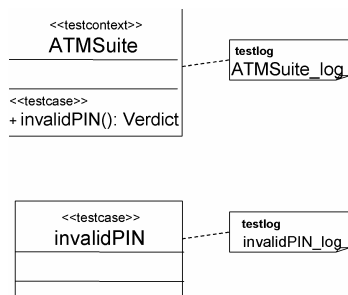 <<testcontext>>
ATMSuite
testlog
ATMSuite_log
<<testcase>>
+ invalidPIN(): Verdict
<<testcase>>
invalidPIN
testlog
invalidPIN_log